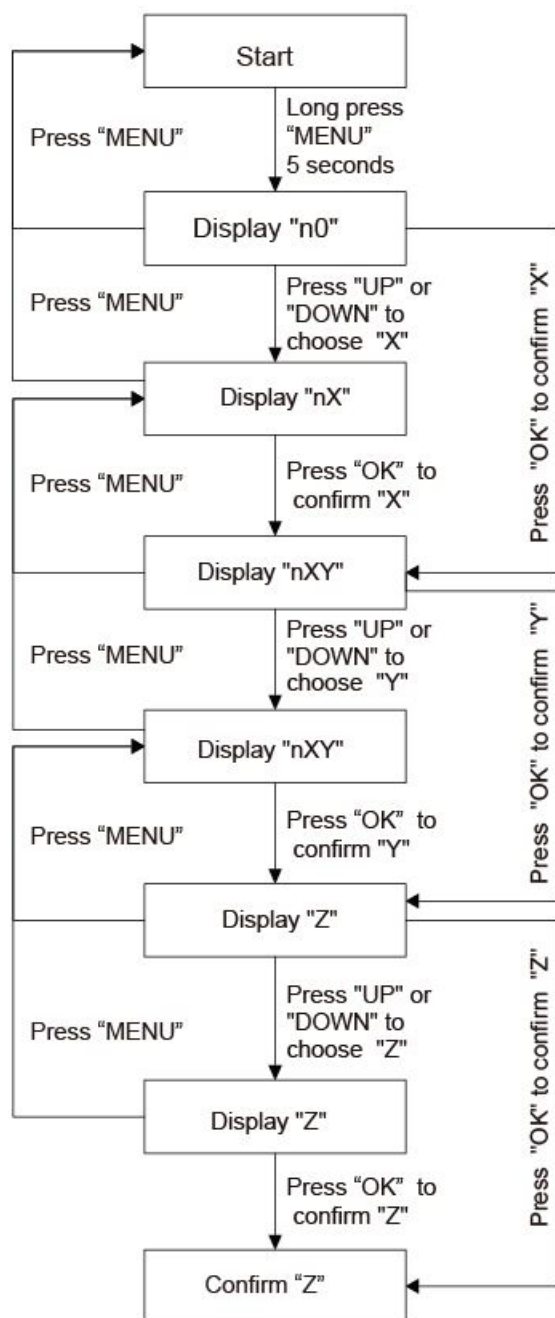 Start
Press “MENU”
Long press
“MENU”
5 seconds
Display "n0"
Press “MENU”
Press "UP" or
"DOWN" to
choose "X"
Press "OK" to confirm "X"
Display "nX"
Press “MENU”
Press “OK” to
confirm "X"
Display "nXY"
Press “MENU”
Press "UP" or
"DOWN" to
choose "Y"
Press "OK" to confirm "Y"
Display "nXY"
Press “MENU”
Press “OK” to
confirm "Y"
Display "Z"
Press “MENU”
Press "UP" or
"DOWN" to
choose "Z"
Press "OK" to confirm "Z"
Display "Z"
Press “OK” to
confirm "Z"
Confirm “Z”